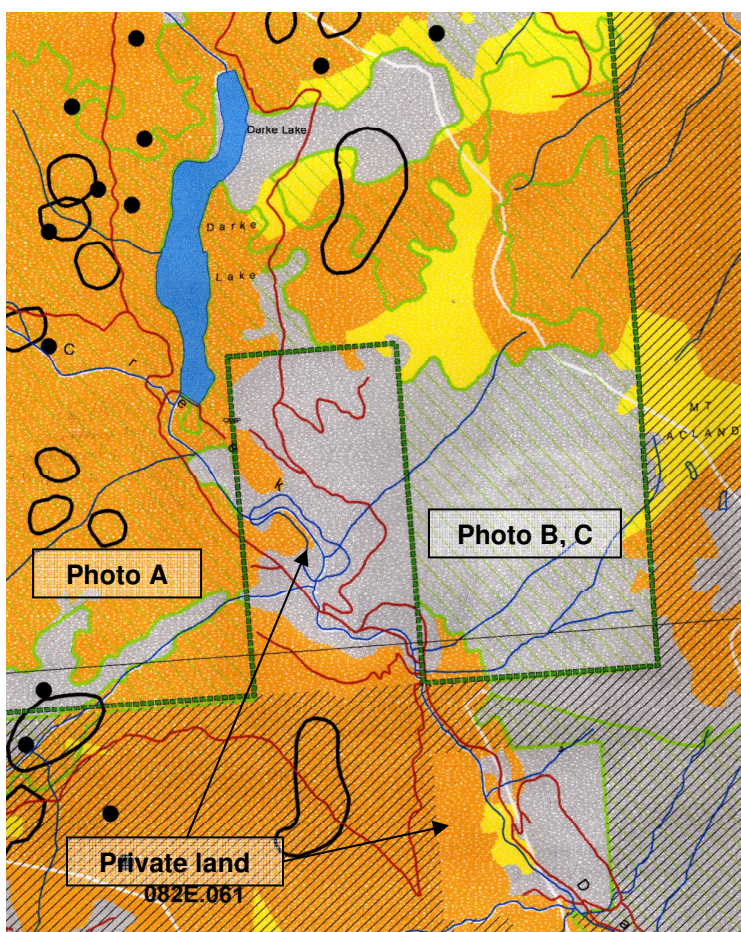 Darke Lake
Darke
Lake
C
r
e
e
k
MT
ACLAND
Photo B, C
Photo A
Private land
082E.061
D
a